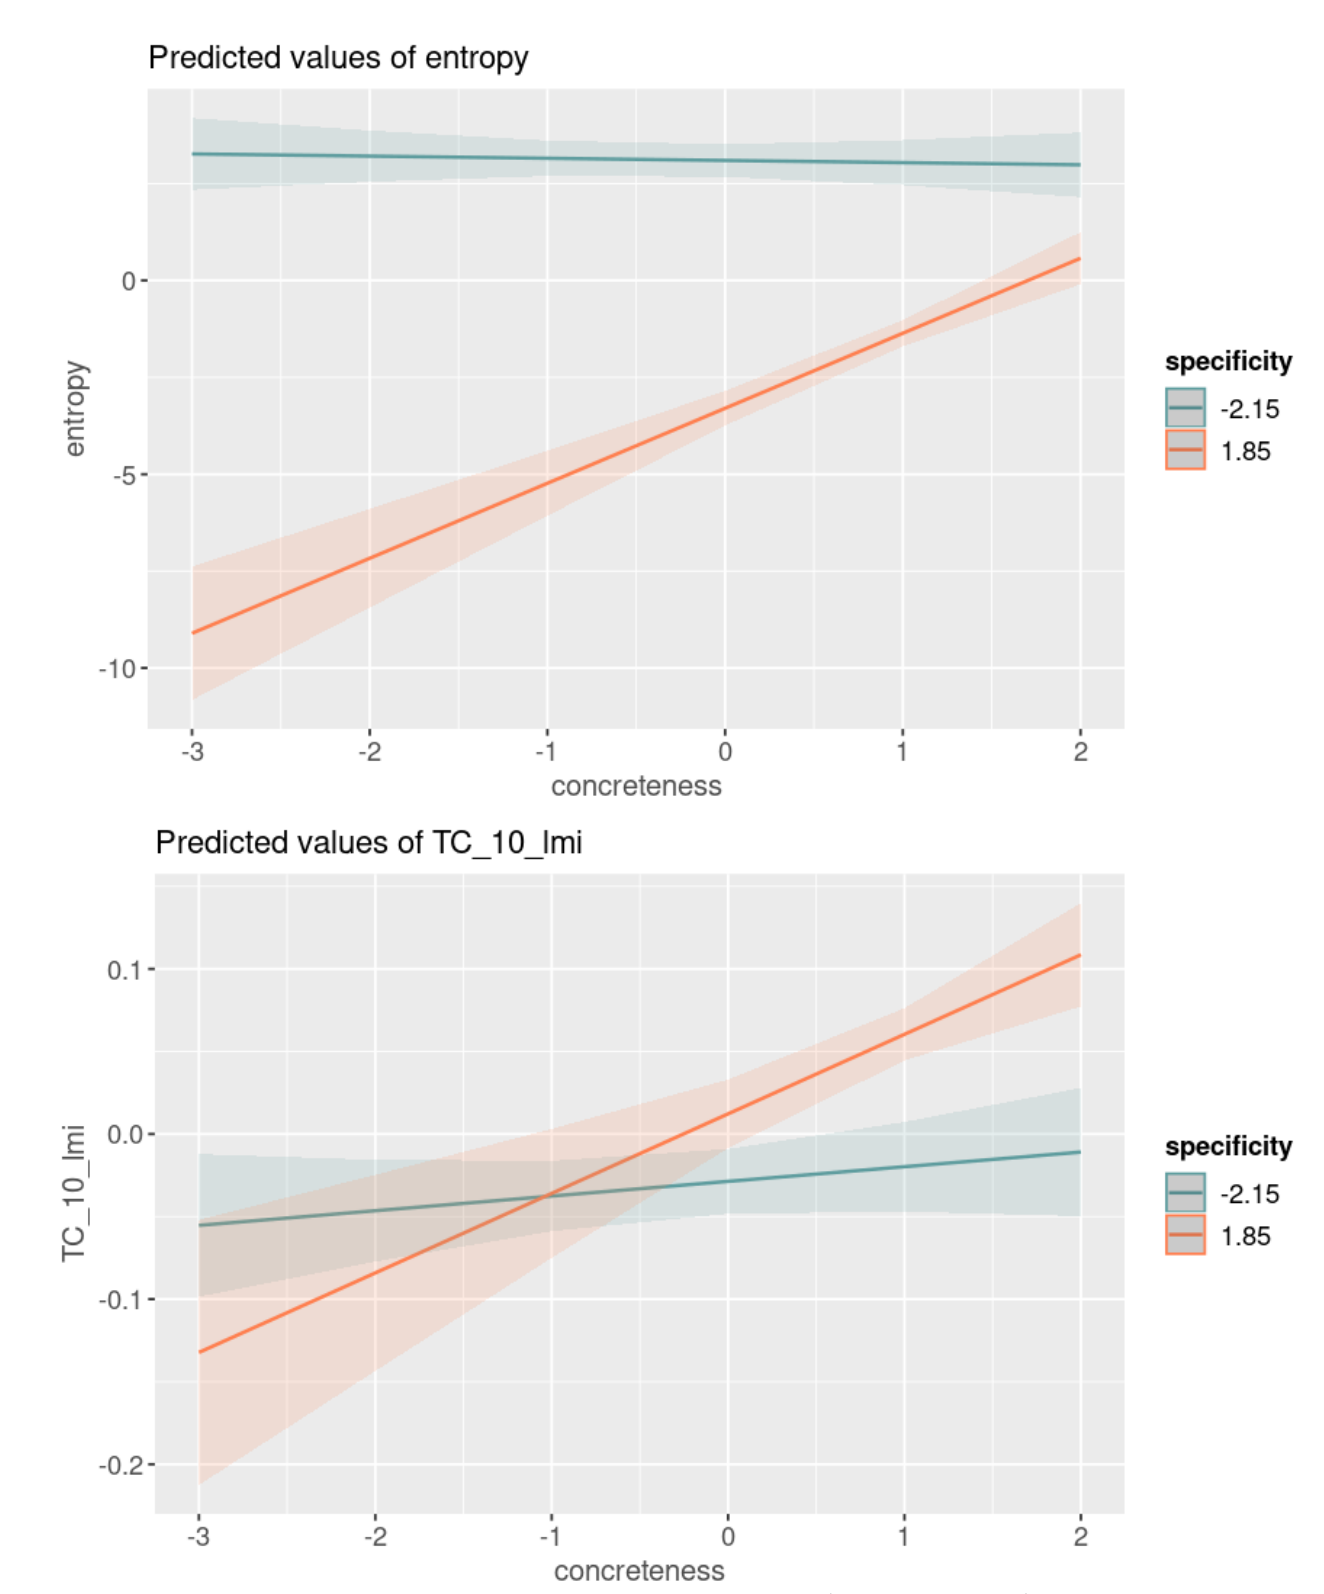 Predicted values of entropy
entropy
0
-5
-10
-3 -2 -1 0 1 2
concreteness
specificity
-2.15
1.85
Predicted values of TC_10_lmi
TC_10_lmi
0.1
0.0
-0.1
-0.2
-3 -2 -1 0 1 2
concreteness
specificity
-2.15
1.85